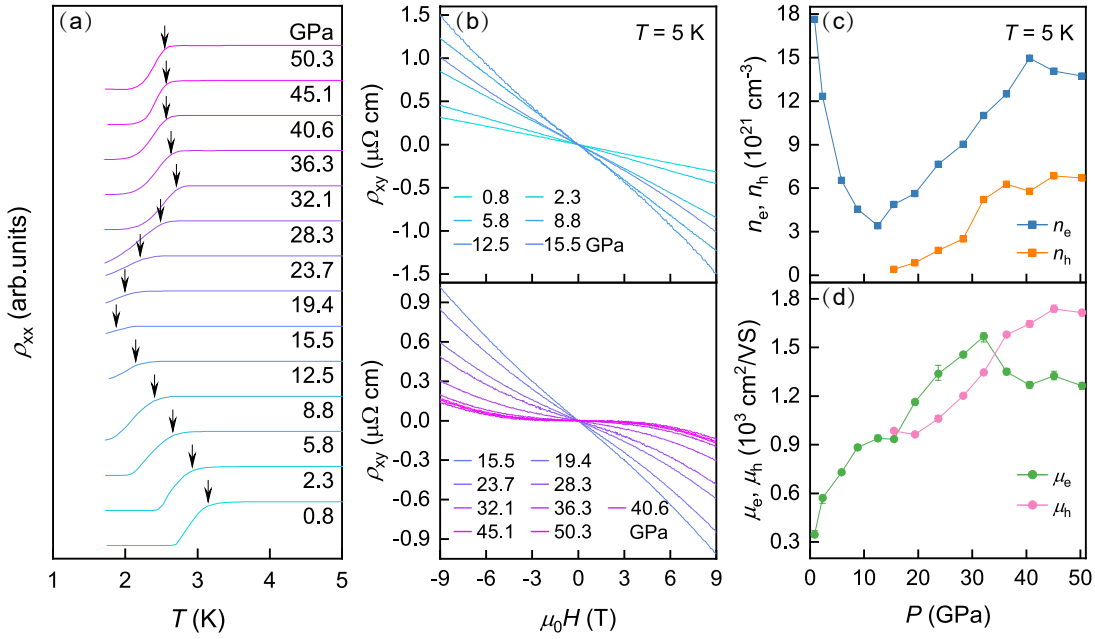 (a)
GPa
50.3
45.1
40.6
36.3
32.1
28.3
23.7
19.4
15.5
12.5
8.8
5.8
2.3
0.8
ρxx (arb.units)
1 2 3 4 5
T (K)
(b)
T = 5 K
1.5
1.0
0.5
0.0
-0.5
-1.0
-1.5
ρxy (μΩ cm)
0.8 2.3
5.8 8.8
12.5 15.5 GPa
0.9
0.6
0.3
0.0
-0.3
-0.6
-0.9
ρxy (μΩ cm)
15.5 19.4
23.7 28.3
32.1 36.3 40.6
45.1 50.3 GPa
-9 -6 -3 0 3 6 9
μ0H (T)
(c)
T = 5 K
18
15
12
9
6
3
0
ne, nh (10²¹ cm⁻³)
ne
nh
(d)
1.8
1.5
1.2
0.9
0.6
0.3
μe, μh (10³ cm²/VS)
μe
μh
0 10 20 30 40 50
P (GPa)